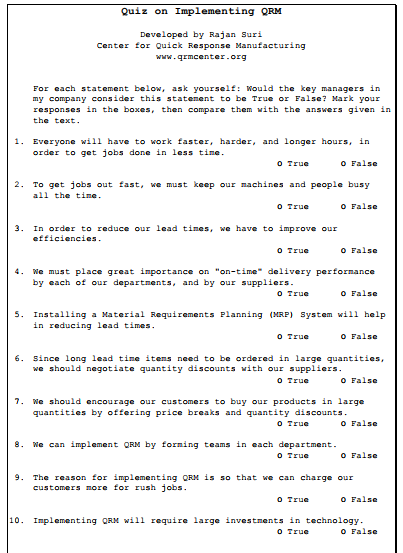 Quiz on Implementing QRM
Developed by Rajan Suri
Center for Quick Response Manufacturing
www.qrmcenter.org
For each statement below, ask yourself: Would the key managers in
my company consider this statement to be True or False? Mark your
responses in the boxes, then compare them with the answers given in
the text.
1. Everyone will have to work faster, harder, and longer hours, in
order to get jobs done in less time.
O True O False
2. To get jobs out fast, we must keep our machines and people busy
all the time.
O True O False
3. In order to reduce our lead times, we have to improve our
efficiencies.
O True O False
4. We must place great importance on "on-time" delivery performance
by each of our departments, and by our suppliers.
O True O False
5. Installing a Material Requirements Planning (MRP) System will help
in reducing lead times.
O True O False
6. Since long lead time items need to be ordered in large quantities,
we should negotiate quantity discounts with our suppliers.
O True O False
7. We should encourage our customers to buy our products in large
quantities by offering price breaks and quantity discounts.
O True O False
8. We can implement QRM by forming teams in each department.
O True O False
9. The reason for implementing QRM is so that we can charge our
customers more for rush jobs.
O True O False
10. Implementing QRM will require large investments in technology.
O True O False